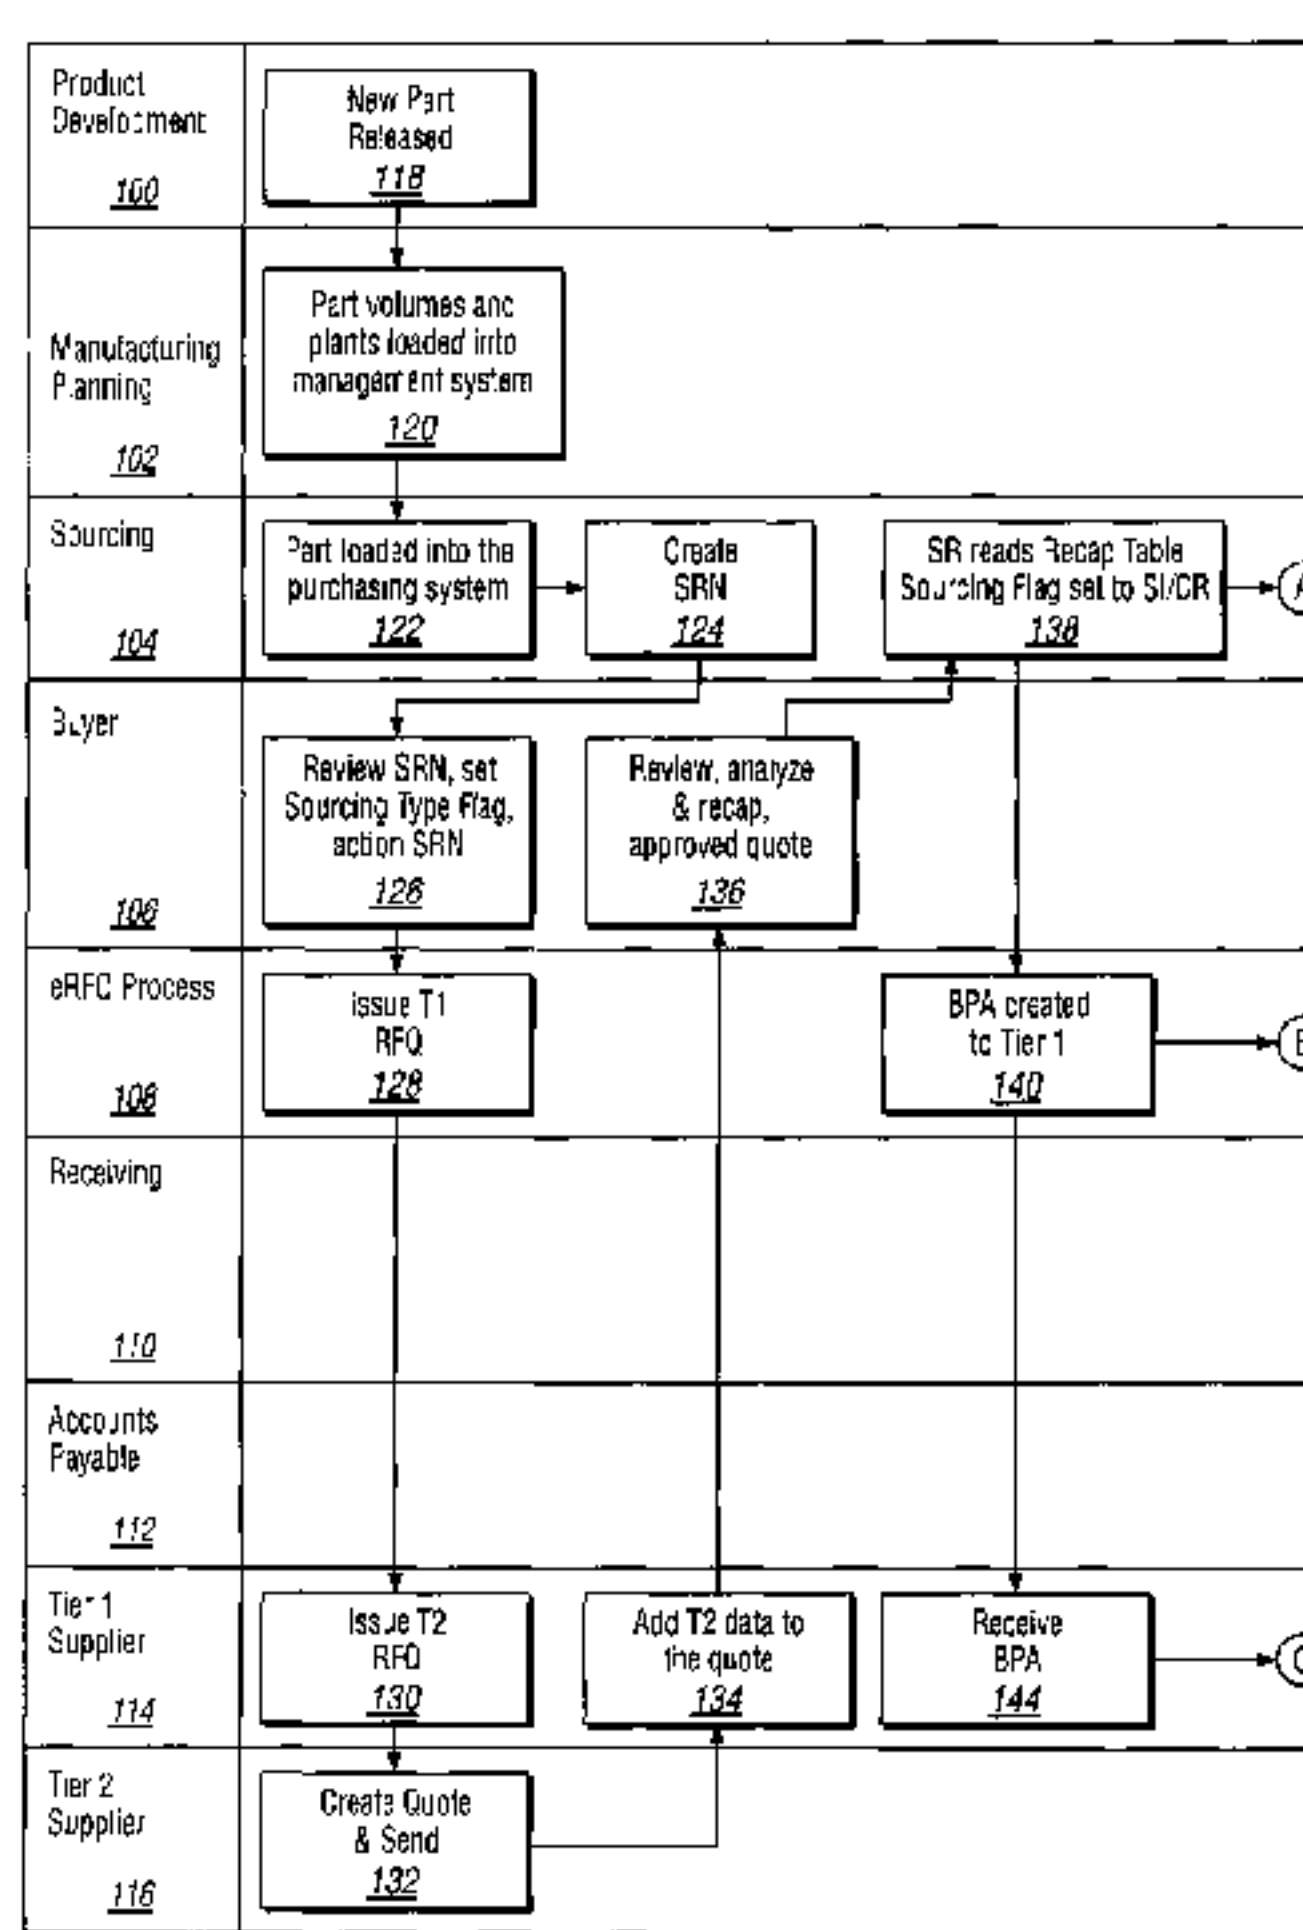 Product
Development
100
New Part
Released
118
Manufacturing
Planning
102
Part volumes and
plants loaded into
management system
120
Sourcing
104
Part loaded into the
purchasing system
122
Create
SRN
124
SR reads Recap Table
Sourcing Flag set to SI/CR
138
A
Buyer
106
Review SRN, set
Sourcing Type Flag,
action SRN
126
Review, analyze
& recap,
approved quote
136
eRFQ Process
108
issue T1
RFQ
128
BPA created
to Tier 1
140
Receiving
110
Accounts
Payable
112
Tier 1
Supplier
114
Issue T2
RFQ
130
Add T2 data to
the quote
134
Receive
BPA
144
Tier 2
Supplier
116
Create Quote
& Send
132